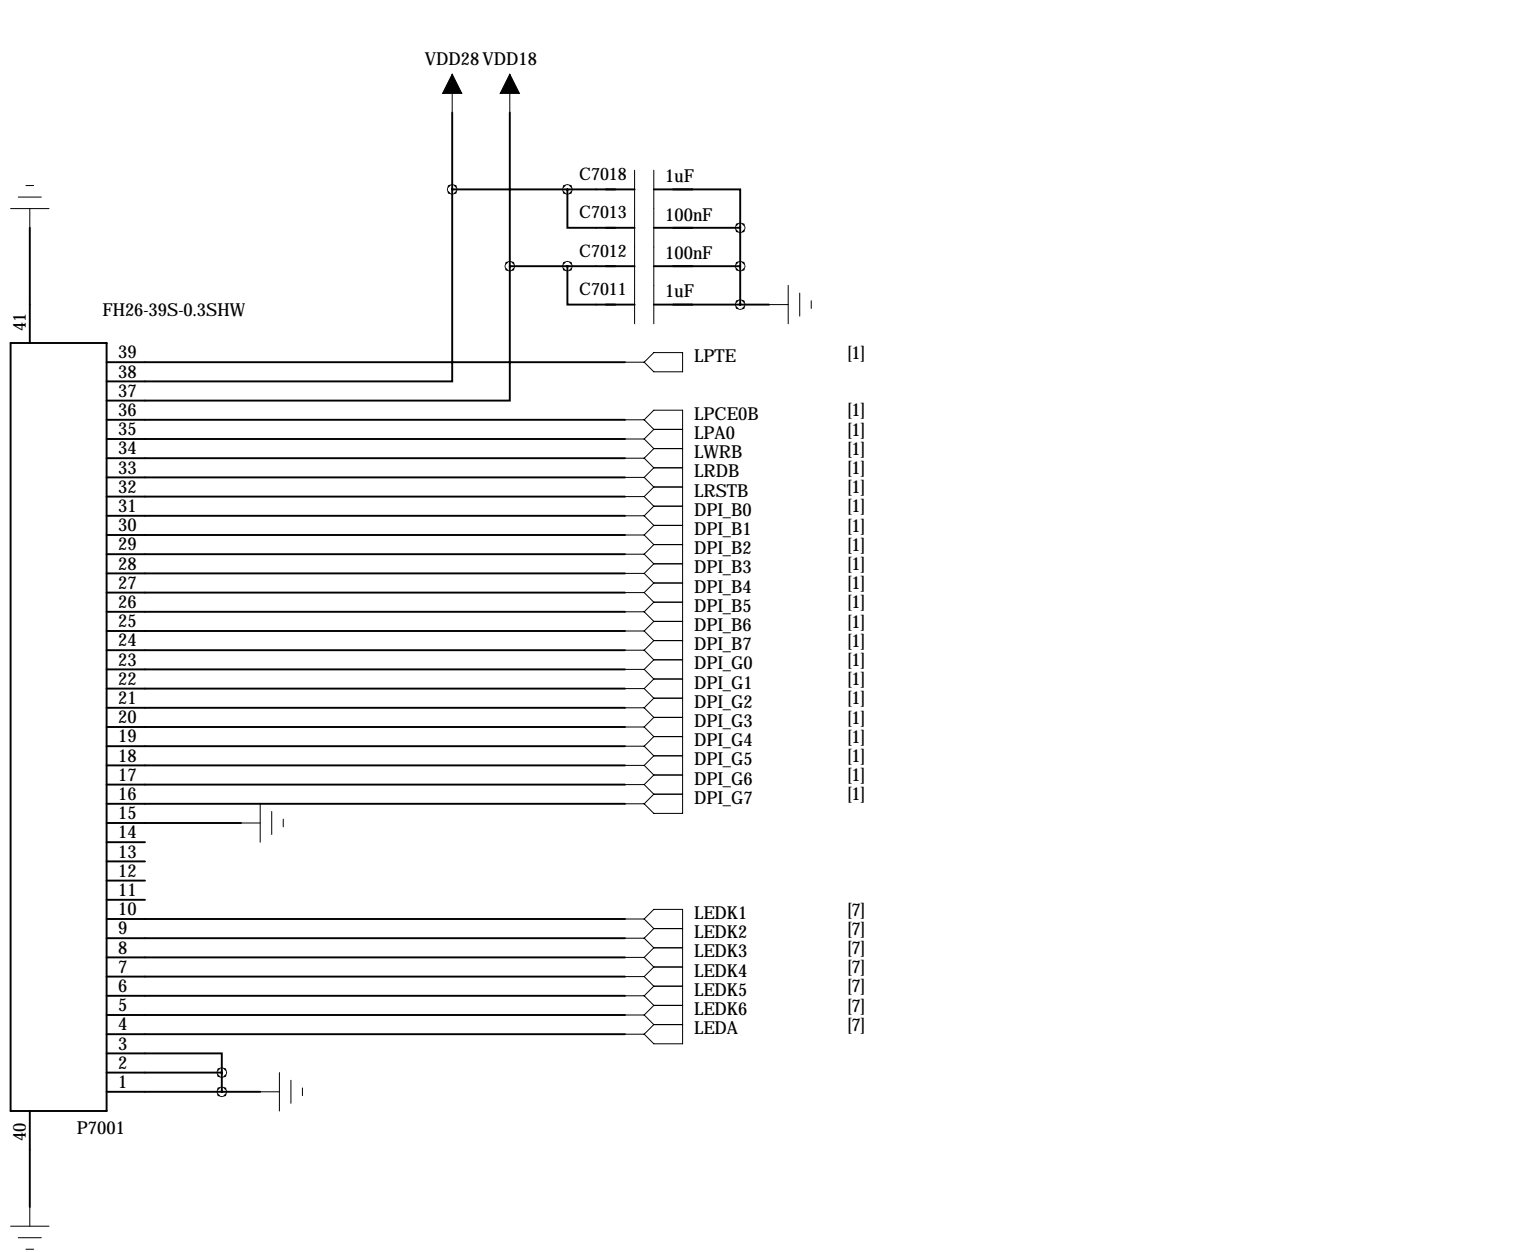 VDD28 VDD18
C7018 1uF
C7013 100nF
C7012 100nF
C7011 1uF
FH26-39S-0.3SHW
41
39 LPTE [1]
38
37
36 LPCE0B [1]
35 LPA0 [1]
34 LWRB [1]
33 LRDB [1]
32 LRSTB [1]
31 DPI_B0 [1]
30 DPI_B1 [1]
29 DPI_B2 [1]
28 DPI_B3 [1]
27 DPI_B4 [1]
26 DPI_B5 [1]
25 DPI_B6 [1]
24 DPI_B7 [1]
23 DPI_G0 [1]
22 DPI_G1 [1]
21 DPI_G2 [1]
20 DPI_G3 [1]
19 DPI_G4 [1]
18 DPI_G5 [1]
17 DPI_G6 [1]
16 DPI_G7 [1]
15
14
13
12
11
10 LEDK1 [7]
9 LEDK2 [7]
8 LEDK3 [7]
7 LEDK4 [7]
6 LEDK5 [7]
5 LEDK6 [7]
4 LEDA [7]
3
2
1
40
P7001